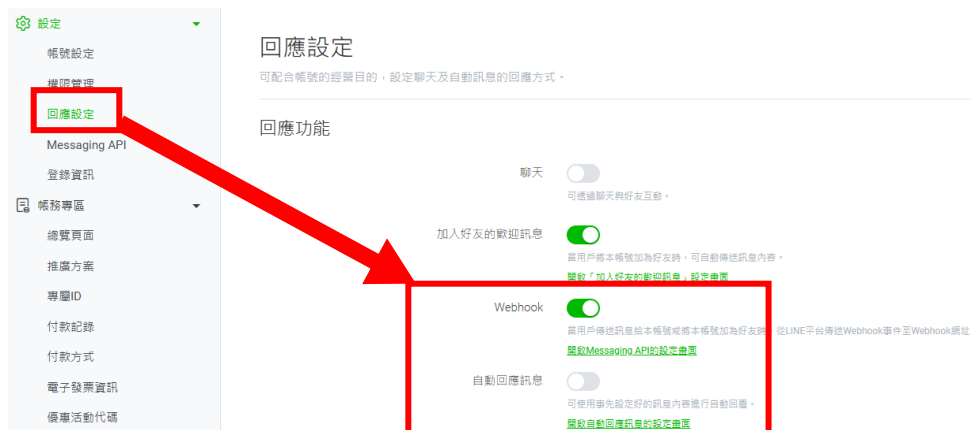 設定
帳號設定
權限管理
回應設定
Messaging API
登錄資訊
帳務專區
總覽頁面
推廣方案
專屬ID
付款記錄
付款方式
電子發票資訊
優惠活動代碼
回應設定
可配合帳號的經營目的，設定聊天及自動訊息的回應方式。
回應功能
聊天
可透過聊天與好友互動。
加入好友的歡迎訊息
當用戶將本帳號加為好友時，可自動傳送訊息內容。
開啟「加入好友的歡迎訊息」設定畫面
Webhook
當用戶傳送訊息給本帳號或將本帳號加為好友時，從LINE平台傳送Webhook事件至Webhook網址
開啟Messaging API的設定畫面
自動回應訊息
可使用事先設定好的訊息內容進行自動回覆。
開啟自動回應訊息的設定畫面